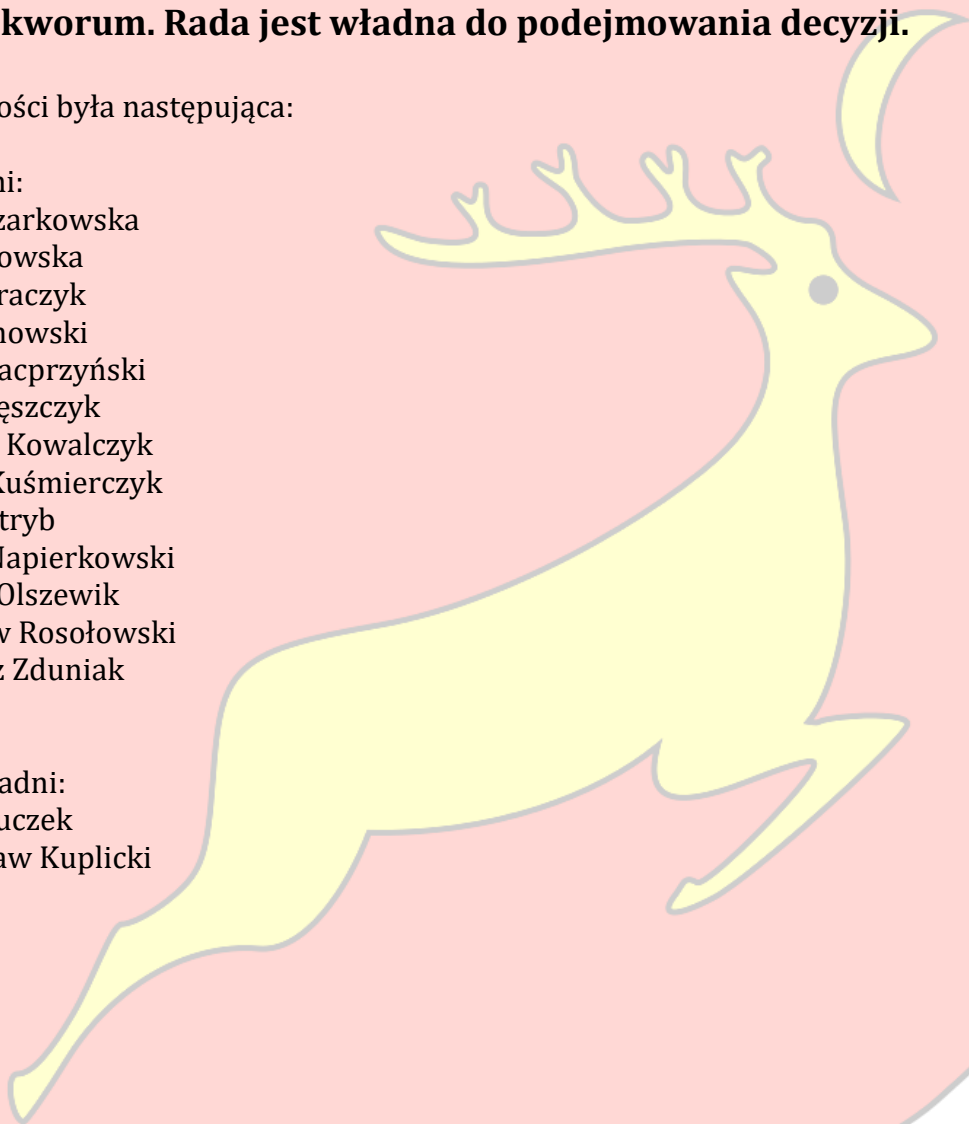 kworum. Rada jest władna do podejmowania decyzji.
ości była następująca:
ni:
zarkowska
owska
raczyk
nowski
acprzyński
ęszczyk
Kowalczyk
Kuśmierczyk
tryb
Napierkowski
Olszewik
w Rosołowski
z Zduniak
adni:
uczek
aw Kuplicki